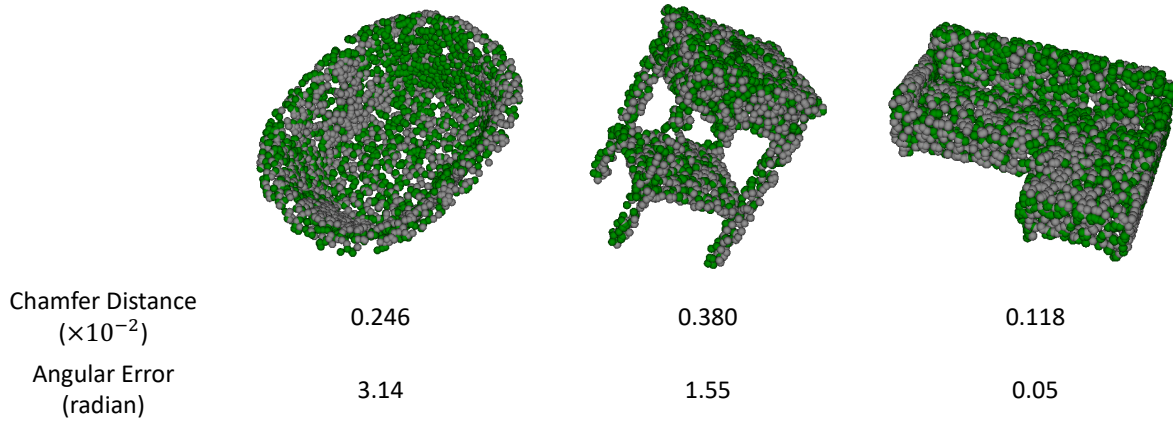 Chamfer Distance
(×10⁻²)
0.246 0.380 0.118
Angular Error
(radian)
3.14 1.55 0.05